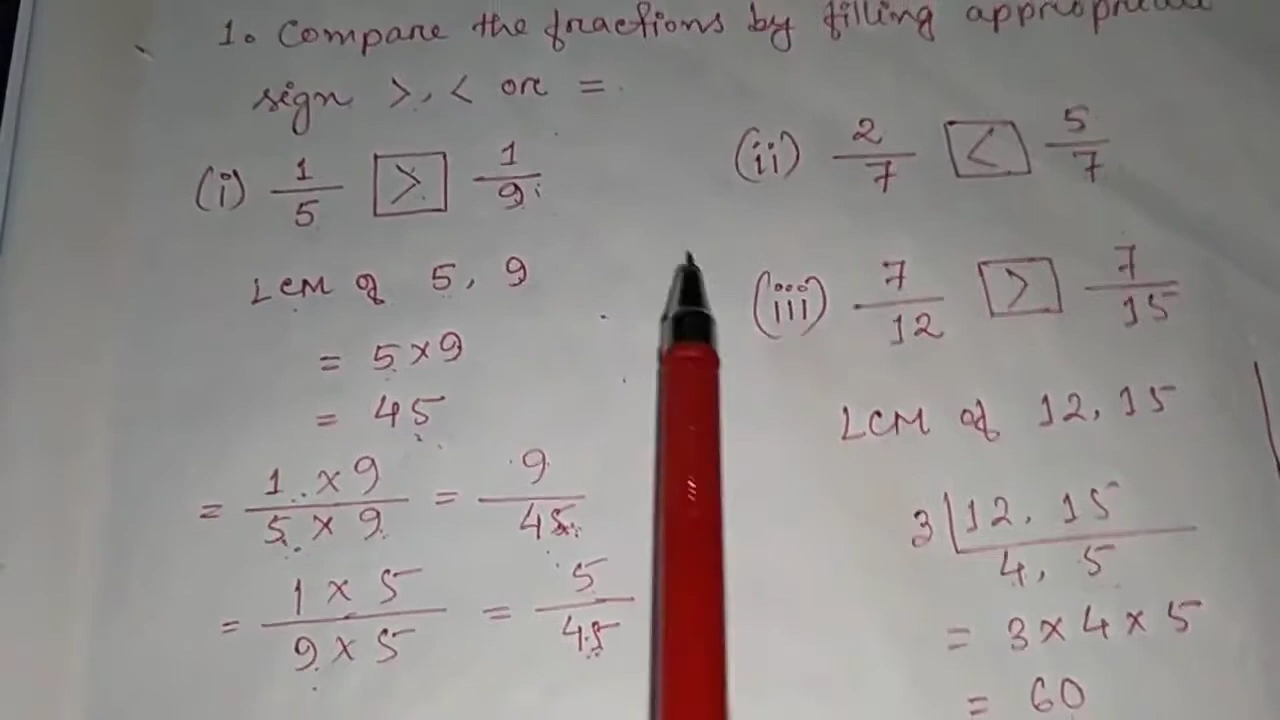 1. Compare the fractions by filling appropriate
sign >, < or =.
(i) 1/5 > 1/9
LCM of 5, 9
= 5 × 9
= 45
= 1 × 9 / 5 × 9 = 9/45
= 1 × 5 / 9 × 5 = 5/45
(ii) 2/7 < 5/7
(iii) 7/12 > 7/15
LCM of 12, 15
3 | 12, 15
4, 5
= 3 × 4 × 5
= 60